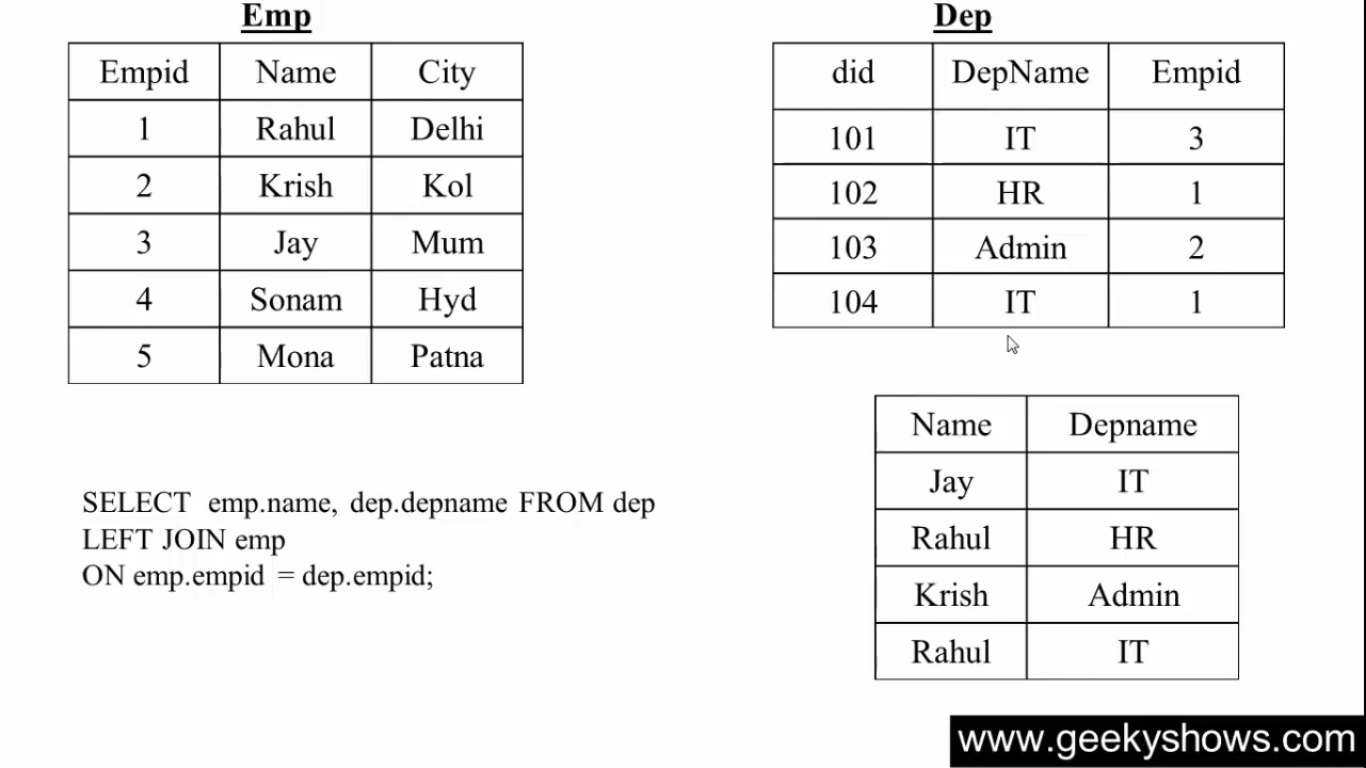 Emp
Empid Name City
1 Rahul Delhi
2 Krish Kol
3 Jay Mum
4 Sonam Hyd
5 Mona Patna
Dep
did DepName Empid
101 IT 3
102 HR 1
103 Admin 2
104 IT 1
SELECT emp.name, dep.depname FROM dep
LEFT JOIN emp
ON emp.empid = dep.empid;
Name Depname
Jay IT
Rahul HR
Krish Admin
Rahul IT
www.geekyshows.com